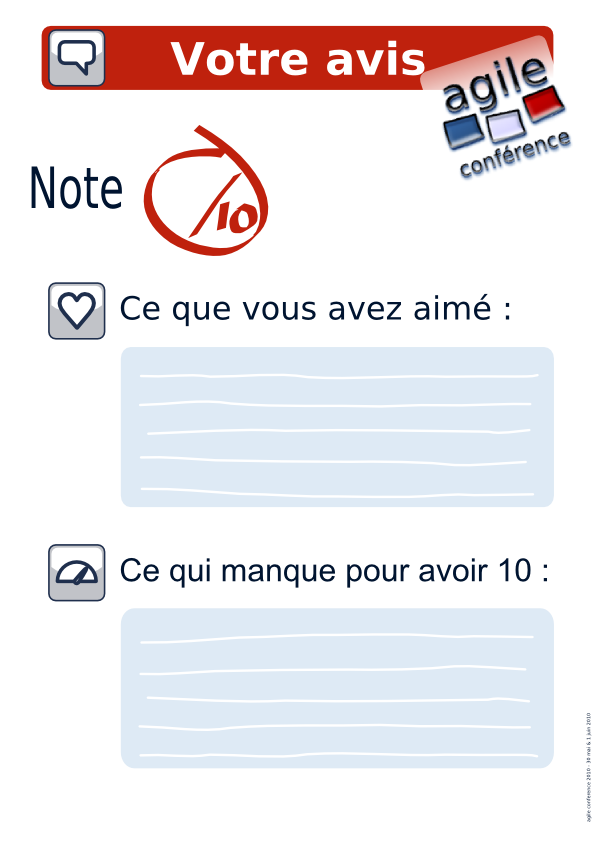 Votre avis
agile
conférence
Note /10
Ce que vous avez aimé :
Ce qui manque pour avoir 10 :
agile conférence 2010 - 30 mai & 1 juin 2010